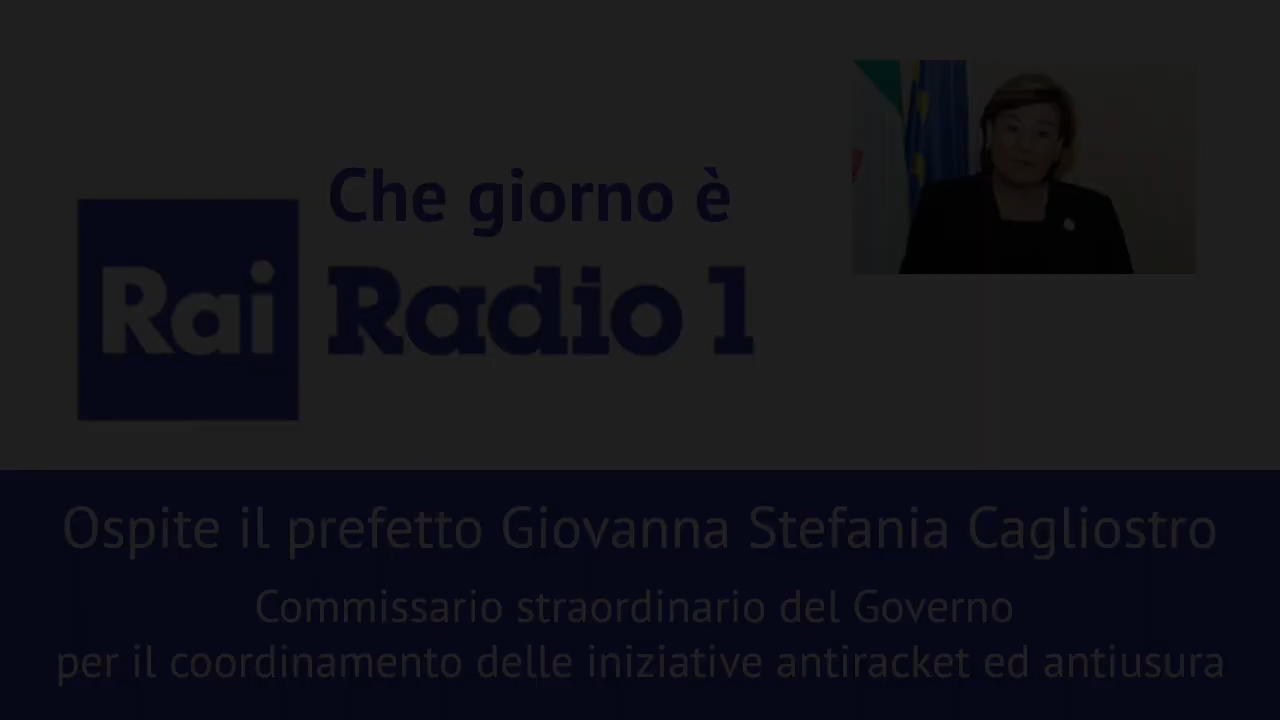 Che giorno è
Rai Radio 1
Ospite il prefetto Giovanna Stefania Cagliostro
Commissario straordinario del Governo
per il coordinamento delle iniziative antiracket ed antiusura